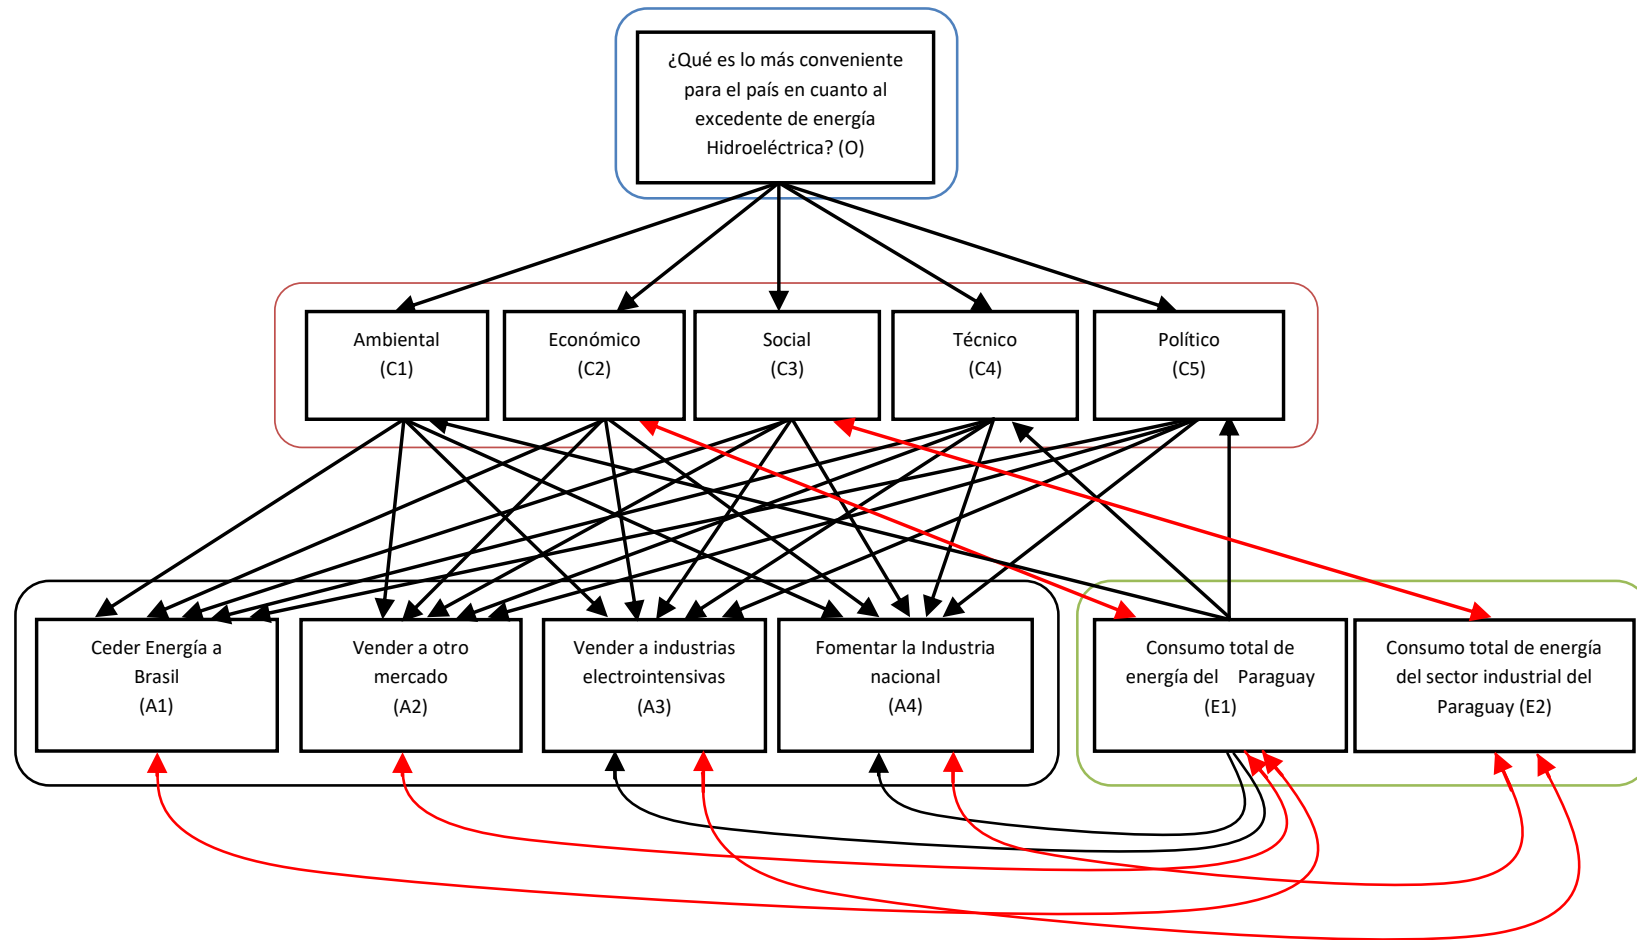 ¿Qué es lo más conveniente
para el país en cuanto al
excedente de energía
Hidroeléctrica? (O)
Ambiental
(C1)
Económico
(C2)
Social
(C3)
Técnico
(C4)
Político
(C5)
Ceder Energía a
Brasil
(A1)
Vender a otro
mercado
(A2)
Vender a industrias
electrointensivas
(A3)
Fomentar la Industria
nacional
(A4)
Consumo total de
energía del Paraguay
(E1)
Consumo total de energía
del sector industrial del
Paraguay (E2)